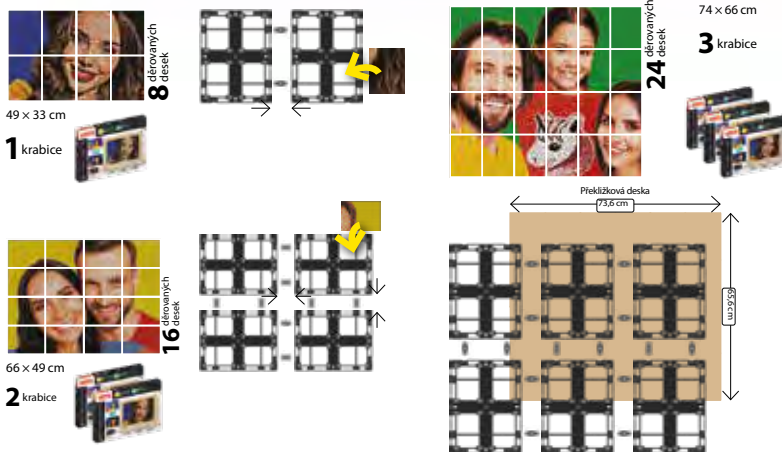 8 děrovaných
desek
49 × 33 cm
1 krabice
24 děrovaných
desek
74 × 66 cm
3 krabice
16 děrovaných
desek
66 × 49 cm
2 krabice
Překližková deska
73,6 cm
65,6 cm